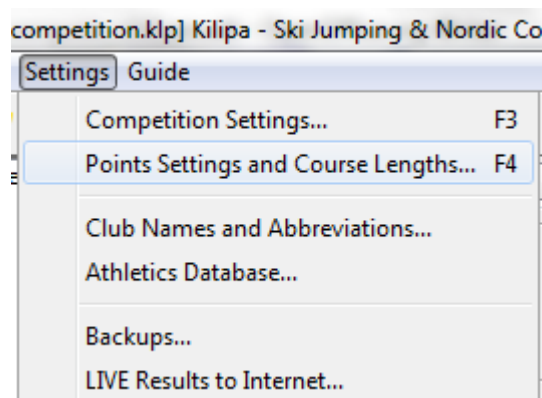 competition.klp] Kilipa - Ski Jumping & Nordic Co
Settings Guide
Competition Settings... F3
Points Settings and Course Lengths... F4
Club Names and Abbreviations...
Athletics Database...
Backups...
LIVE Results to Internet...